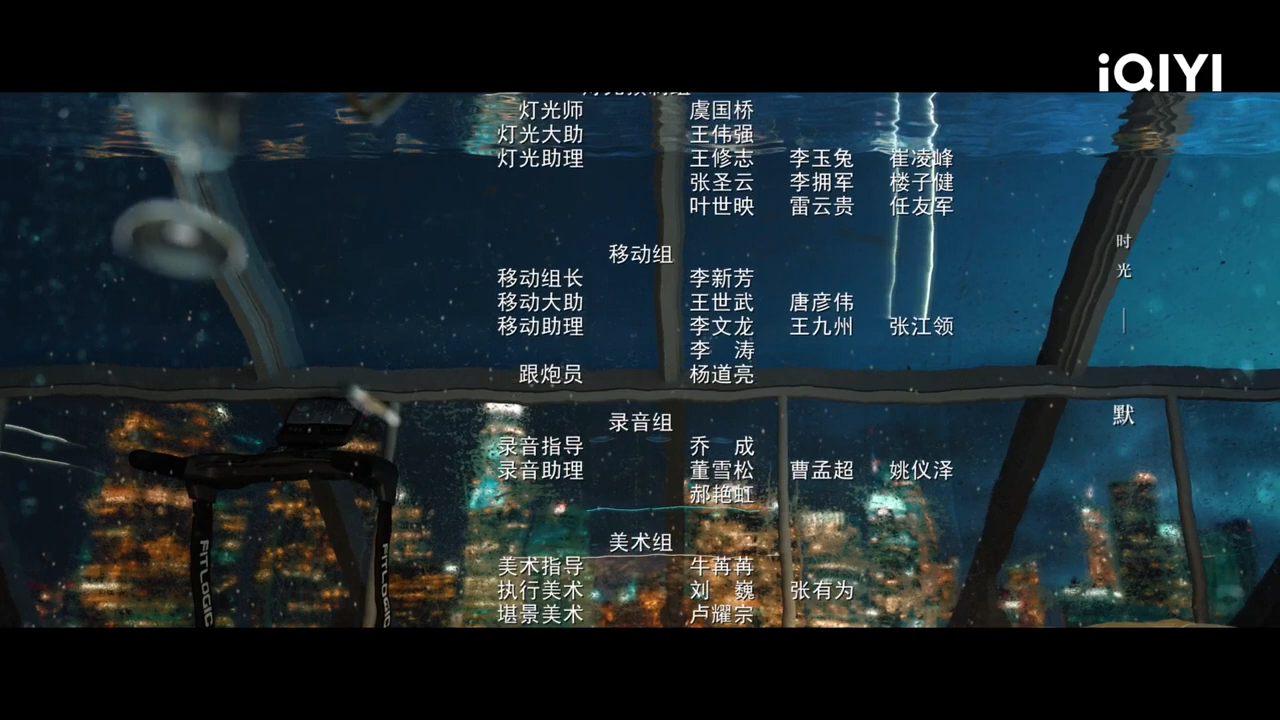 iQIYI
灯光师 虞国桥
灯光大助 王伟强
灯光助理 王修志 李玉兔 崔凌峰
张圣云 李拥军 楼子健
叶世映 雷云贵 任友军
移动组
移动组长 李新芳
移动大助 王世武 唐彦伟
移动助理 李文龙 王九州 张江领
李 涛
跟炮员 杨道亮
录音组
录音指导 乔 成
录音助理 董雪松 曹孟超 姚仪泽
郝艳虹
美术组
美术指导 牛苒苒
执行美术 刘 巍 张有为
堪景美术 卢耀宗
时光｜默
FITLOGIC
FITLOGIC